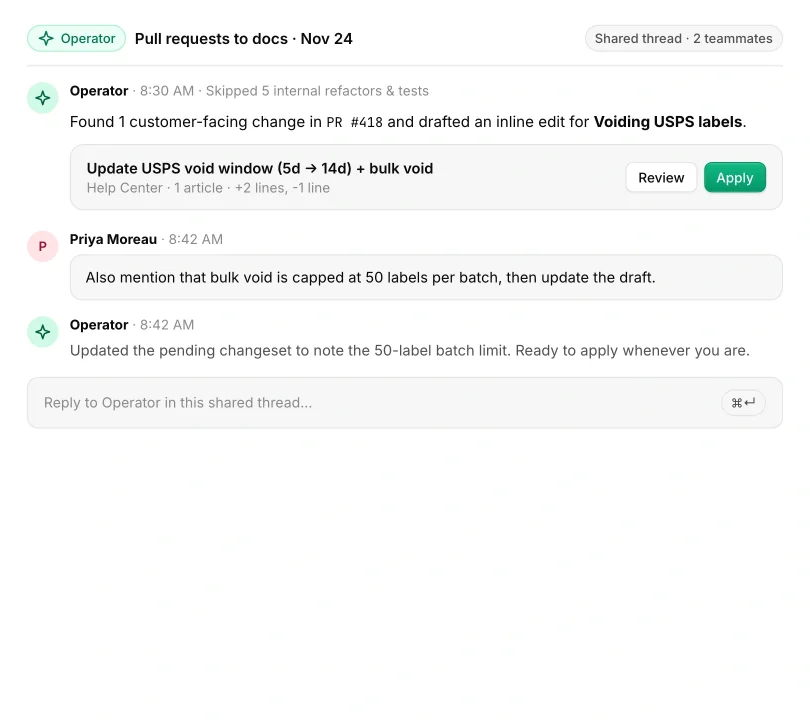 Operator Pull requests to docs · Nov 24 Shared thread · 2 teammates
Operator · 8:30 AM · Skipped 5 internal refactors & tests
Found 1 customer-facing change in PR #418 and drafted an inline edit for Voiding USPS labels.
Update USPS void window (5d → 14d) + bulk void
Help Center · 1 article · +2 lines, -1 line
Review Apply
P Priya Moreau · 8:42 AM
Also mention that bulk void is capped at 50 labels per batch, then update the draft.
Operator · 8:42 AM
Updated the pending changeset to note the 50-label batch limit. Ready to apply whenever you are.
Reply to Operator in this shared thread... ⌘↵